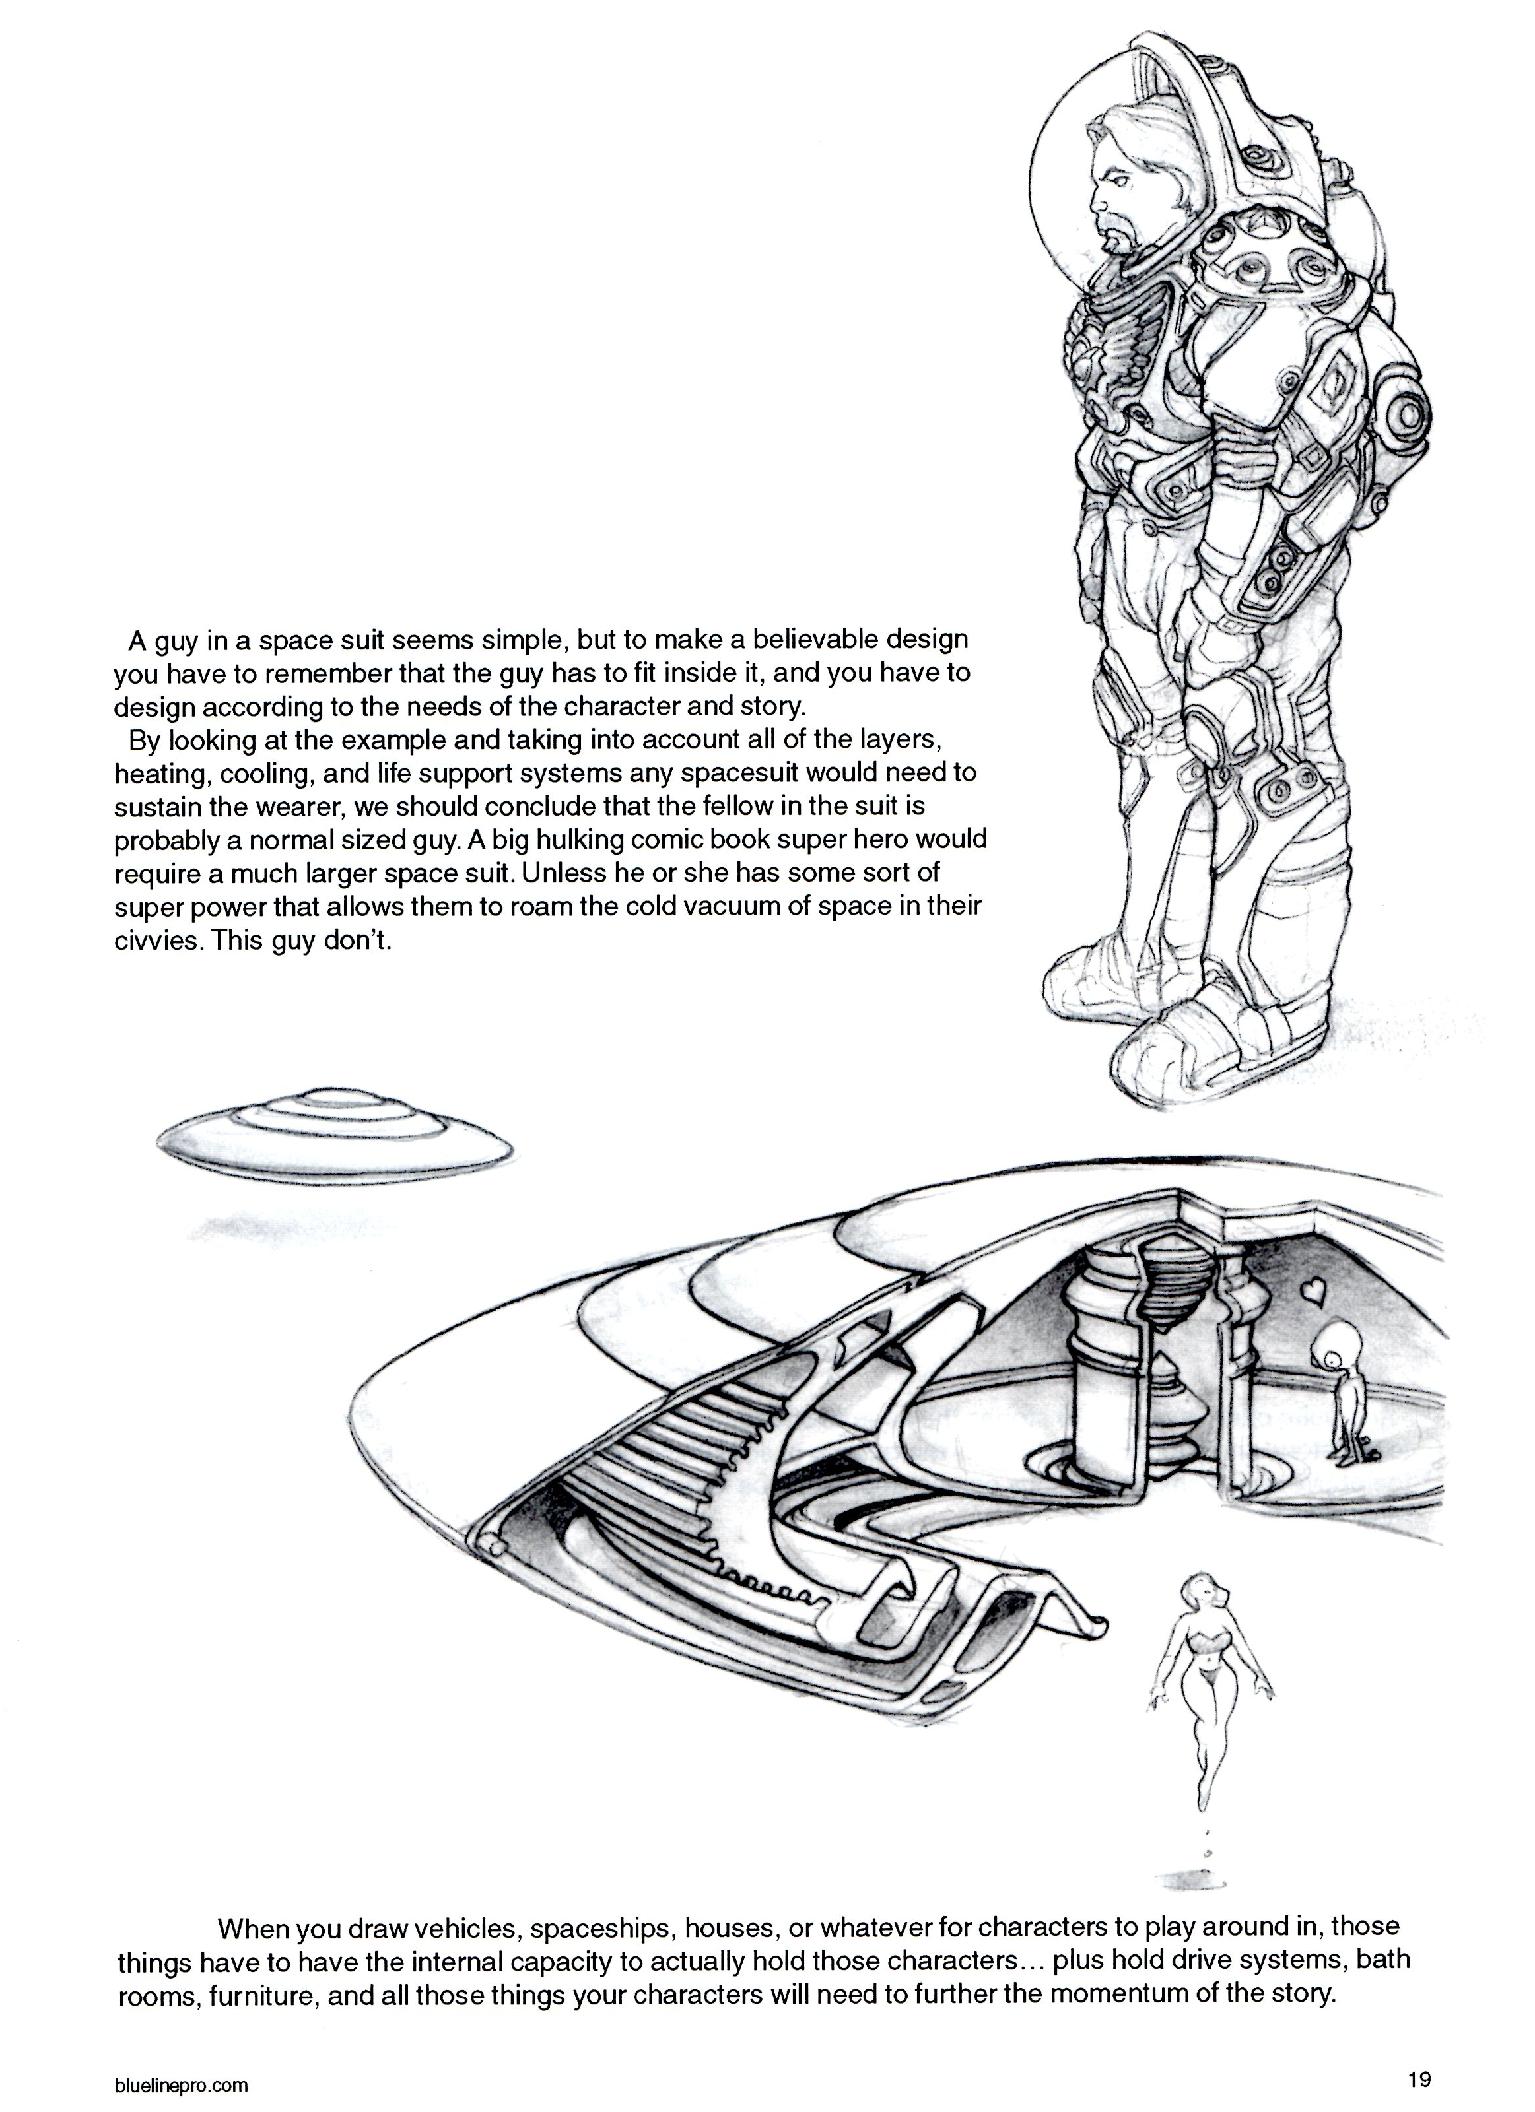 A guy in a space suit seems simple, but to make a believable design
you have to remember that the guy has to fit inside it, and you have to
design according to the needs of the character and story.
By looking at the example and taking into account all of the layers,
heating, cooling, and life support systems any spacesuit would need to
sustain the wearer, we should conclude that the fellow in the suit is
probably a normal sized guy. A big hulking comic book super hero would
require a much larger space suit. Unless he or she has some sort of
super power that allows them to roam the cold vacuum of space in their
civvies. This guy don't.
When you draw vehicles, spaceships, houses, or whatever for characters to play around in, those
things have to have the internal capacity to actually hold those characters... plus hold drive systems, bath
rooms, furniture, and all those things your characters will need to further the momentum of the story.
bluelinepro.com
19